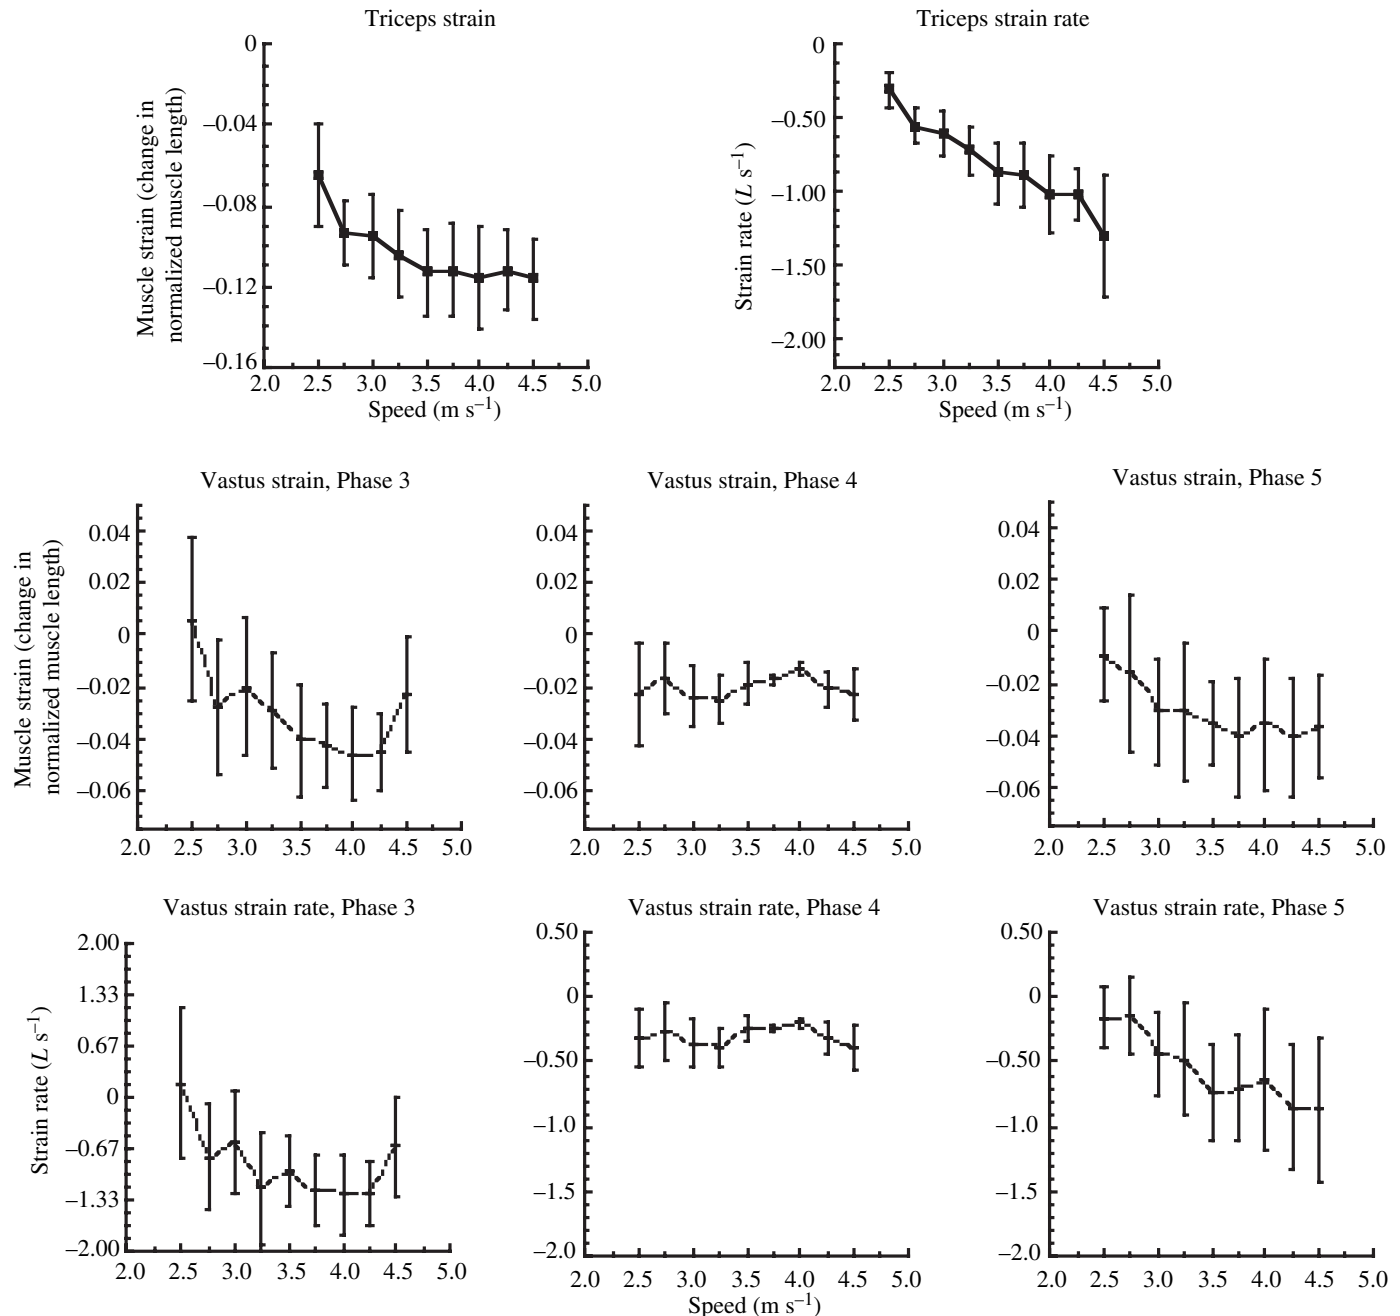 Triceps strain
Triceps strain rate
Muscle strain (change in
normalized muscle length)
0
–0.04
–0.08
–0.12
–0.16
2.0 2.5 3.0 3.5 4.0 4.5 5.0
Speed (m s–1)
Strain rate (L s–1)
0
–0.50
–1.00
–1.50
–2.00
2.0 2.5 3.0 3.5 4.0 4.5 5.0
Speed (m s–1)
Vastus strain, Phase 3
Vastus strain, Phase 4
Vastus strain, Phase 5
Muscle strain (change in
normalized muscle length)
0.04
0.02
0
–0.02
–0.04
–0.06
2.0 2.5 3.0 3.5 4.0 4.5 5.0
0.04
0.02
0
–0.02
–0.04
–0.06
2.0 2.5 3.0 3.5 4.0 4.5 5.0
0.04
0.02
0
–0.02
–0.04
–0.06
2.0 2.5 3.0 3.5 4.0 4.5 5.0
Vastus strain rate, Phase 3
Vastus strain rate, Phase 4
Vastus strain rate, Phase 5
Strain rate (L s–1)
2.00
1.33
0.67
0
–0.67
–1.33
–2.00
2.0 2.5 3.0 3.5 4.0 4.5 5.0
0.50
0
–0.50
–1.0
–1.5
–2.0
2.0 2.5 3.0 3.5 4.0 4.5 5.0
Speed (m s–1)
0.50
0
–0.50
–1.0
–1.5
–2.0
2.0 2.5 3.0 3.5 4.0 4.5 5.0